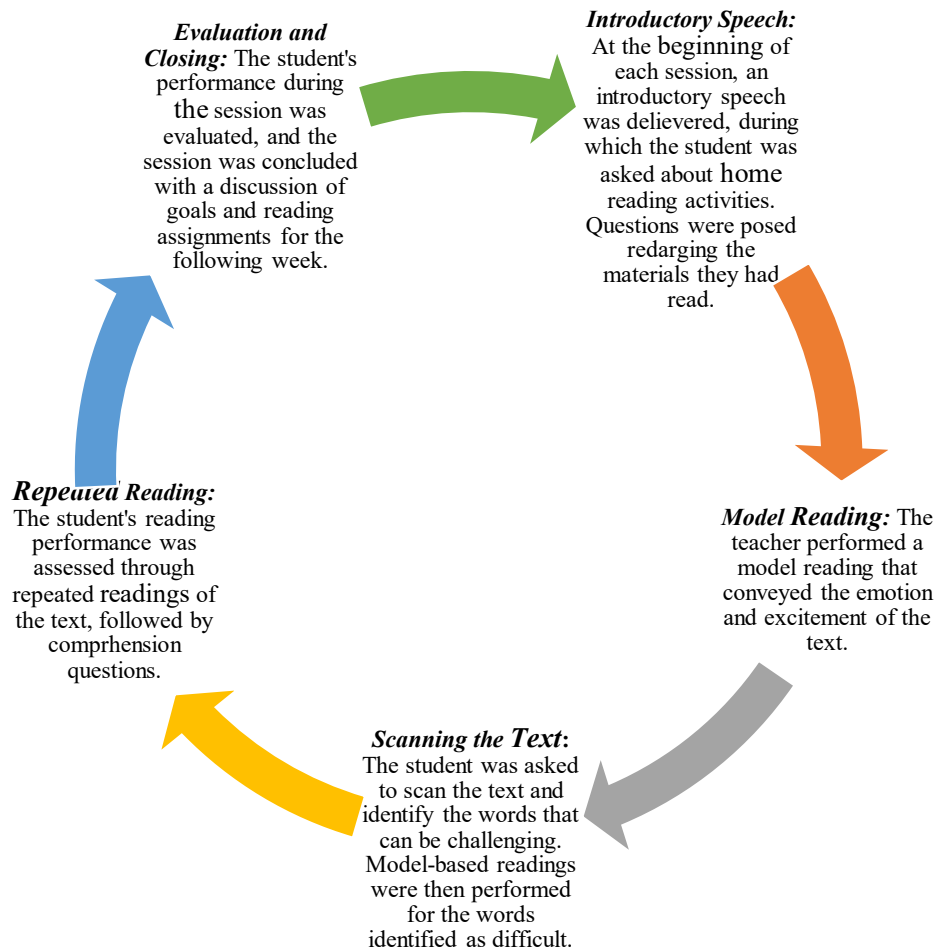 Introductory Speech:
At the beginning of
each session, an
introductory speech
was delievered, during
which the student was
asked about home
reading activities.
Questions were posed
redarging the
materials they had
read.
Model Reading: The
teacher performed a
model reading that
conveyed the emotion
and excitement of the
text.
Scanning the Text:
The student was asked
to scan the text and
identify the words that
can be challenging.
Model-based readings
were then performed
for the words
identified as difficult.
Repeated Reading:
The student's reading
performance was
assessed through
repeated readings of
the text, followed by
comprhension
questions.
Evaluation and
Closing: The student's
performance during
the session was
evaluated, and the
session was concluded
with a discussion of
goals and reading
assignments for the
following week.